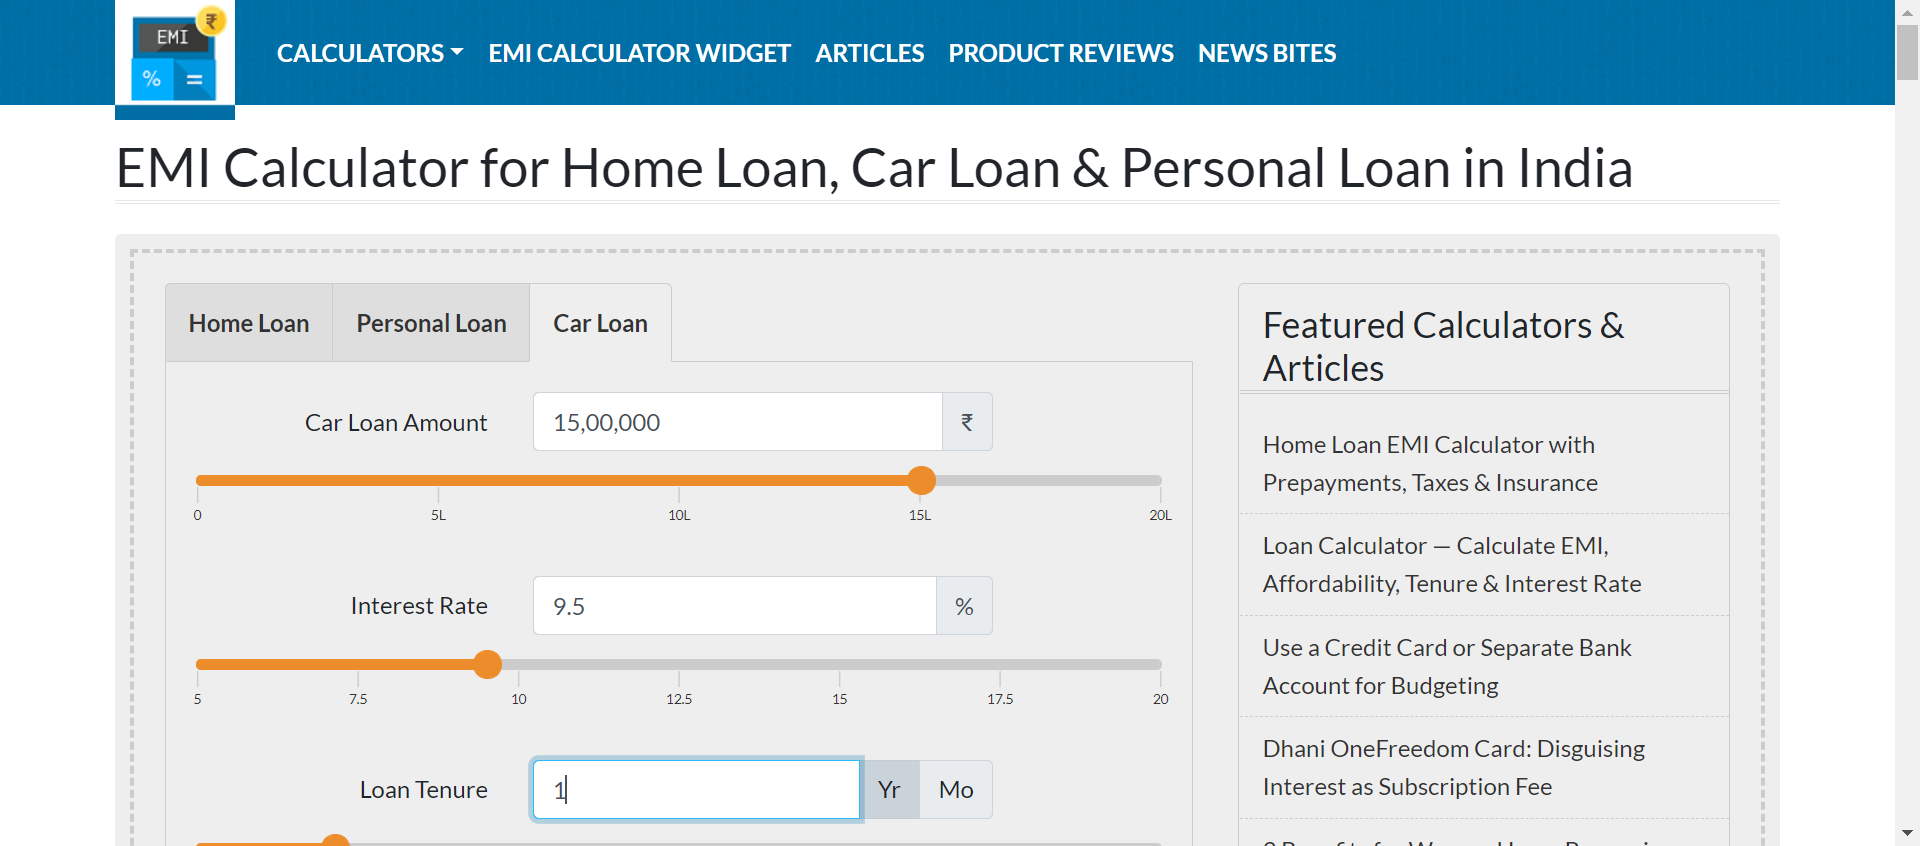 EMI
₹
% =
CALCULATORS
EMI CALCULATOR WIDGET
ARTICLES
PRODUCT REVIEWS
NEWS BITES
EMI Calculator for Home Loan, Car Loan & Personal Loan in India
Home Loan
Personal Loan
Car Loan
Car Loan Amount
15,00,000
₹
0 5L 10L 15L 20L
Interest Rate
9.5
%
5 7.5 10 12.5 15 17.5 20
Loan Tenure
1
Yr
Mo
Featured Calculators &
Articles
Home Loan EMI Calculator with
Prepayments, Taxes & Insurance
Loan Calculator — Calculate EMI,
Affordability, Tenure & Interest Rate
Use a Credit Card or Separate Bank
Account for Budgeting
Dhani OneFreedom Card: Disguising
Interest as Subscription Fee